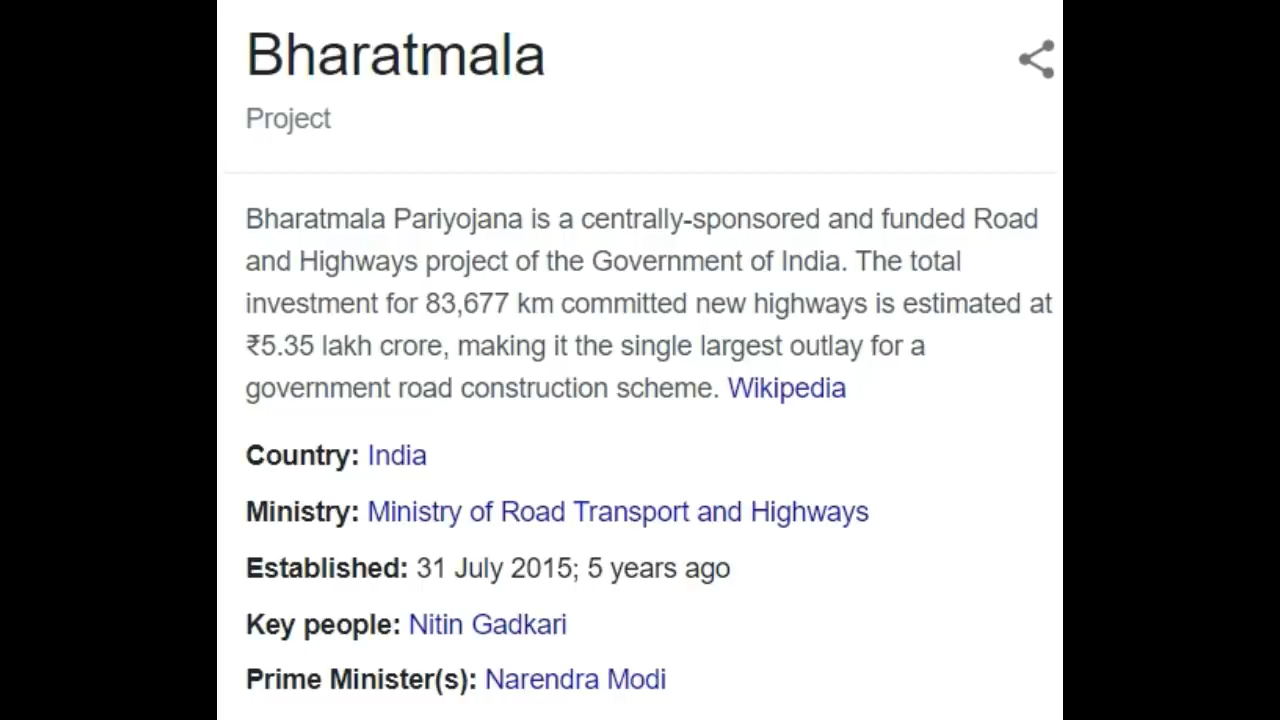 Bharatmala
Project
Bharatmala Pariyojana is a centrally-sponsored and funded Road
and Highways project of the Government of India. The total
investment for 83,677 km committed new highways is estimated at
₹5.35 lakh crore, making it the single largest outlay for a
government road construction scheme. Wikipedia
Country: India
Ministry: Ministry of Road Transport and Highways
Established: 31 July 2015; 5 years ago
Key people: Nitin Gadkari
Prime Minister(s): Narendra Modi